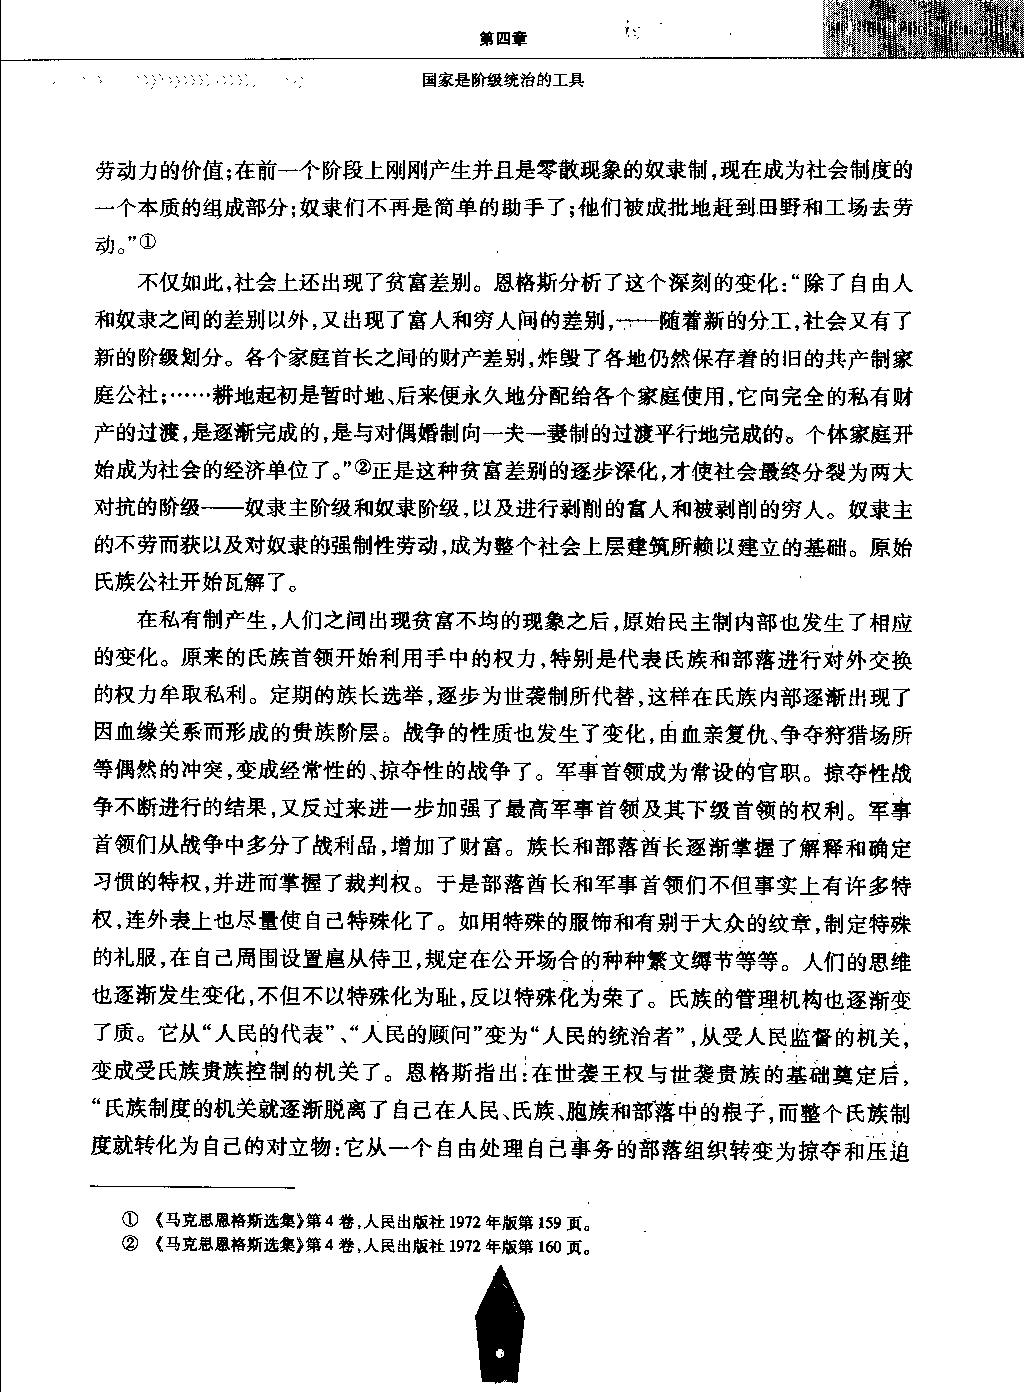 第四章
国家是阶级统治的工具
劳动力的价值;在前一个阶段上刚刚产生并且是零散现象的奴隶制,现在成为社会制度的
一个本质的组成部分;奴隶们不再是简单的助手了;他们被成批地赶到田野和工场去劳
动。”①
不仅如此,社会上还出现了贫富差别。恩格斯分析了这个深刻的变化:“除了自由人
和奴隶之间的差别以外,又出现了富人和穷人间的差别,——随着新的分工,社会又有了
新的阶级划分。各个家庭首长之间的财产差别,炸毁了各地仍然保存着的旧的共产制家
庭公社;……耕地起初是暂时地、后来便永久地分配给各个家庭使用,它向完全的私有财
产的过渡,是逐渐完成的,是与对偶婚制向一夫一妻制的过渡平行地完成的。个体家庭开
始成为社会的经济单位了。”②正是这种贫富差别的逐步深化,才使社会最终分裂为两大
对抗的阶级——奴隶主阶级和奴隶阶级,以及进行剥削的富人和被剥削的穷人。奴隶主
的不劳而获以及对奴隶的强制性劳动,成为整个社会上层建筑所赖以建立的基础。原始
氏族公社开始瓦解了。
在私有制产生,人们之间出现贫富不均的现象之后,原始民主制内部也发生了相应
的变化。原来的氏族首领开始利用手中的权力,特别是代表氏族和部落进行对外交换
的权力牟取私利。定期的族长选举,逐步为世袭制所代替,这样在氏族内部逐渐出现了
因血缘关系而形成的贵族阶层。战争的性质也发生了变化,由血亲复仇、争夺狩猎场所
等偶然的冲突,变成经常性的、掠夺性的战争了。军事首领成为常设的官职。掠夺性战
争不断进行的结果,又反过来进一步加强了最高军事首领及其下级首领的权利。军事
首领们从战争中多分了战利品,增加了财富。族长和部落酋长逐渐掌握了解释和确定
习惯的特权,并进而掌握了裁判权。于是部落酋长和军事首领们不但事实上有许多特
权,连外表上也尽量使自己特殊化了。如用特殊的服饰和有别于大众的纹章,制定特殊
的礼服,在自己周围设置扈从侍卫,规定在公开场合的种种繁文缛节等等。人们的思维
也逐渐发生变化,不但不以特殊化为耻,反以特殊化为荣了。氏族的管理机构也逐渐变
了质。它从“人民的代表”、“人民的顾问”变为“人民的统治者”,从受人民监督的机关,
变成受氏族贵族控制的机关了。恩格斯指出:在世袭王权与世袭贵族的基础奠定后,
“氏族制度的机关就逐渐脱离了自己在人民、氏族、胞族和部落中的根子,而整个氏族制
度就转化为自己的对立物:它从一个自由处理自己事务的部落组织转变为掠夺和压迫
① 《马克思恩格斯选集》第4卷,人民出版社1972年版第159页。
② 《马克思恩格斯选集》第4卷,人民出版社1972年版第160页。